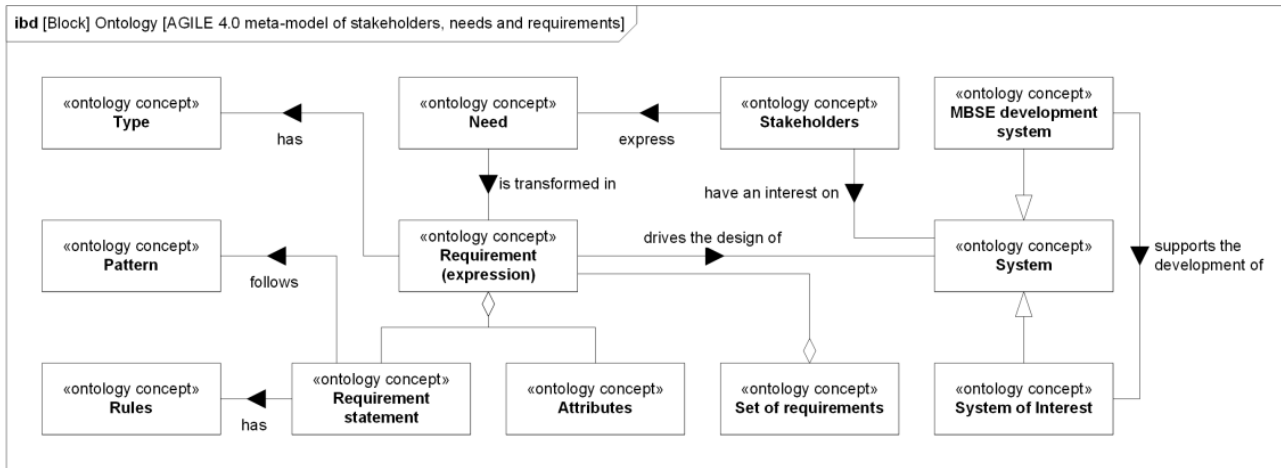 ibd [Block] Ontology [AGILE 4.0 meta-model of stakeholders, needs and requirements]
«ontology concept»
Type
has
«ontology concept»
Need
express
«ontology concept»
Stakeholders
«ontology concept»
MBSE development
system
is transformed in
have an interest on
«ontology concept»
Pattern
follows
«ontology concept»
Requirement
(expression)
drives the design of
«ontology concept»
System
supports the
development of
«ontology concept»
Rules
has
«ontology concept»
Requirement
statement
«ontology concept»
Attributes
«ontology concept»
Set of requirements
«ontology concept»
System of Interest